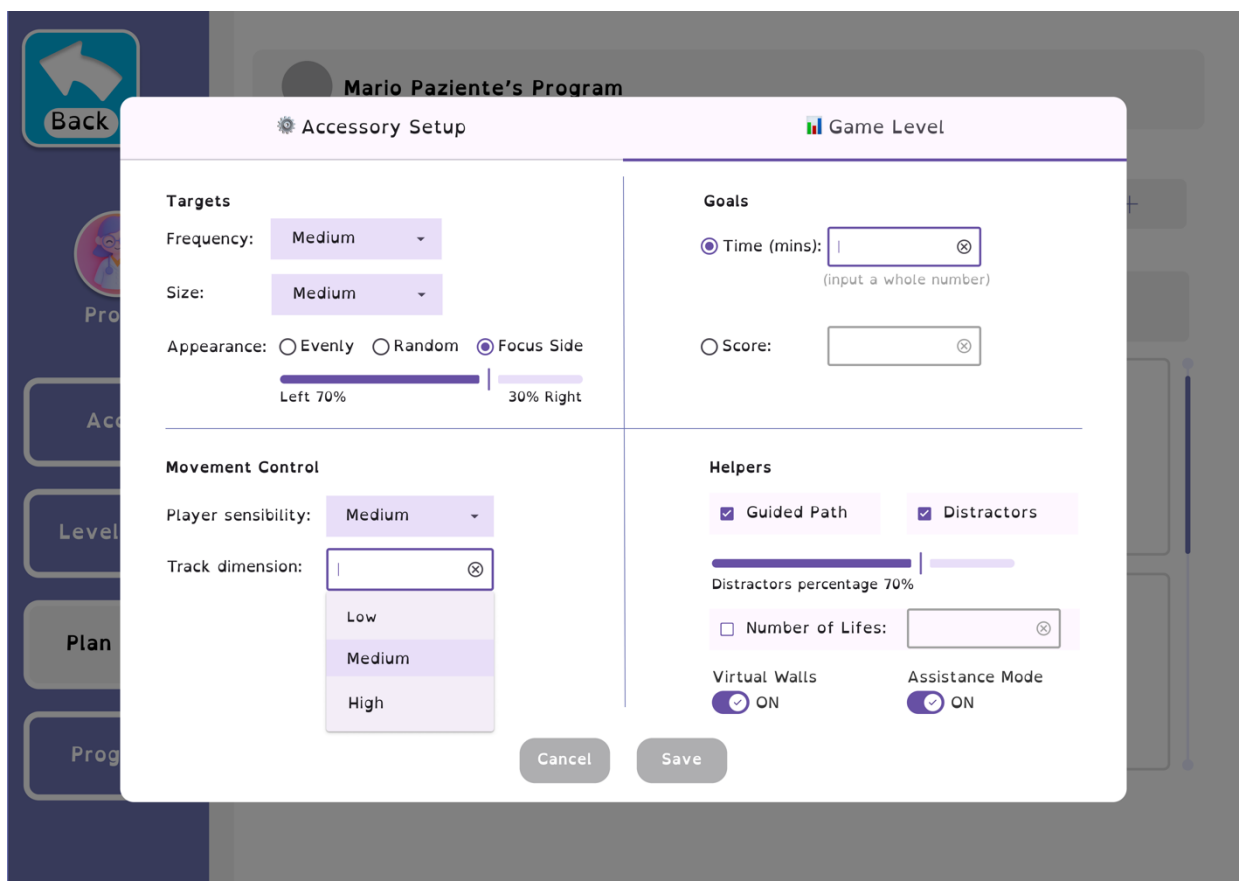 Back
Mario Paziente's Program
Accessory Setup
Game Level
Targets
Frequency: Medium
Size: Medium
Appearance: Evenly Random Focus Side
Left 70% 30% Right
Goals
Time (mins):
(input a whole number)
Score:
Movement Control
Player sensibility: Medium
Track dimension:
Low
Medium
High
Helpers
Guided Path Distractors
Distractors percentage 70%
Number of Lifes:
Virtual Walls Assistance Mode
ON ON
Cancel Save
Pro
Acc
Level
Plan
Prog
+